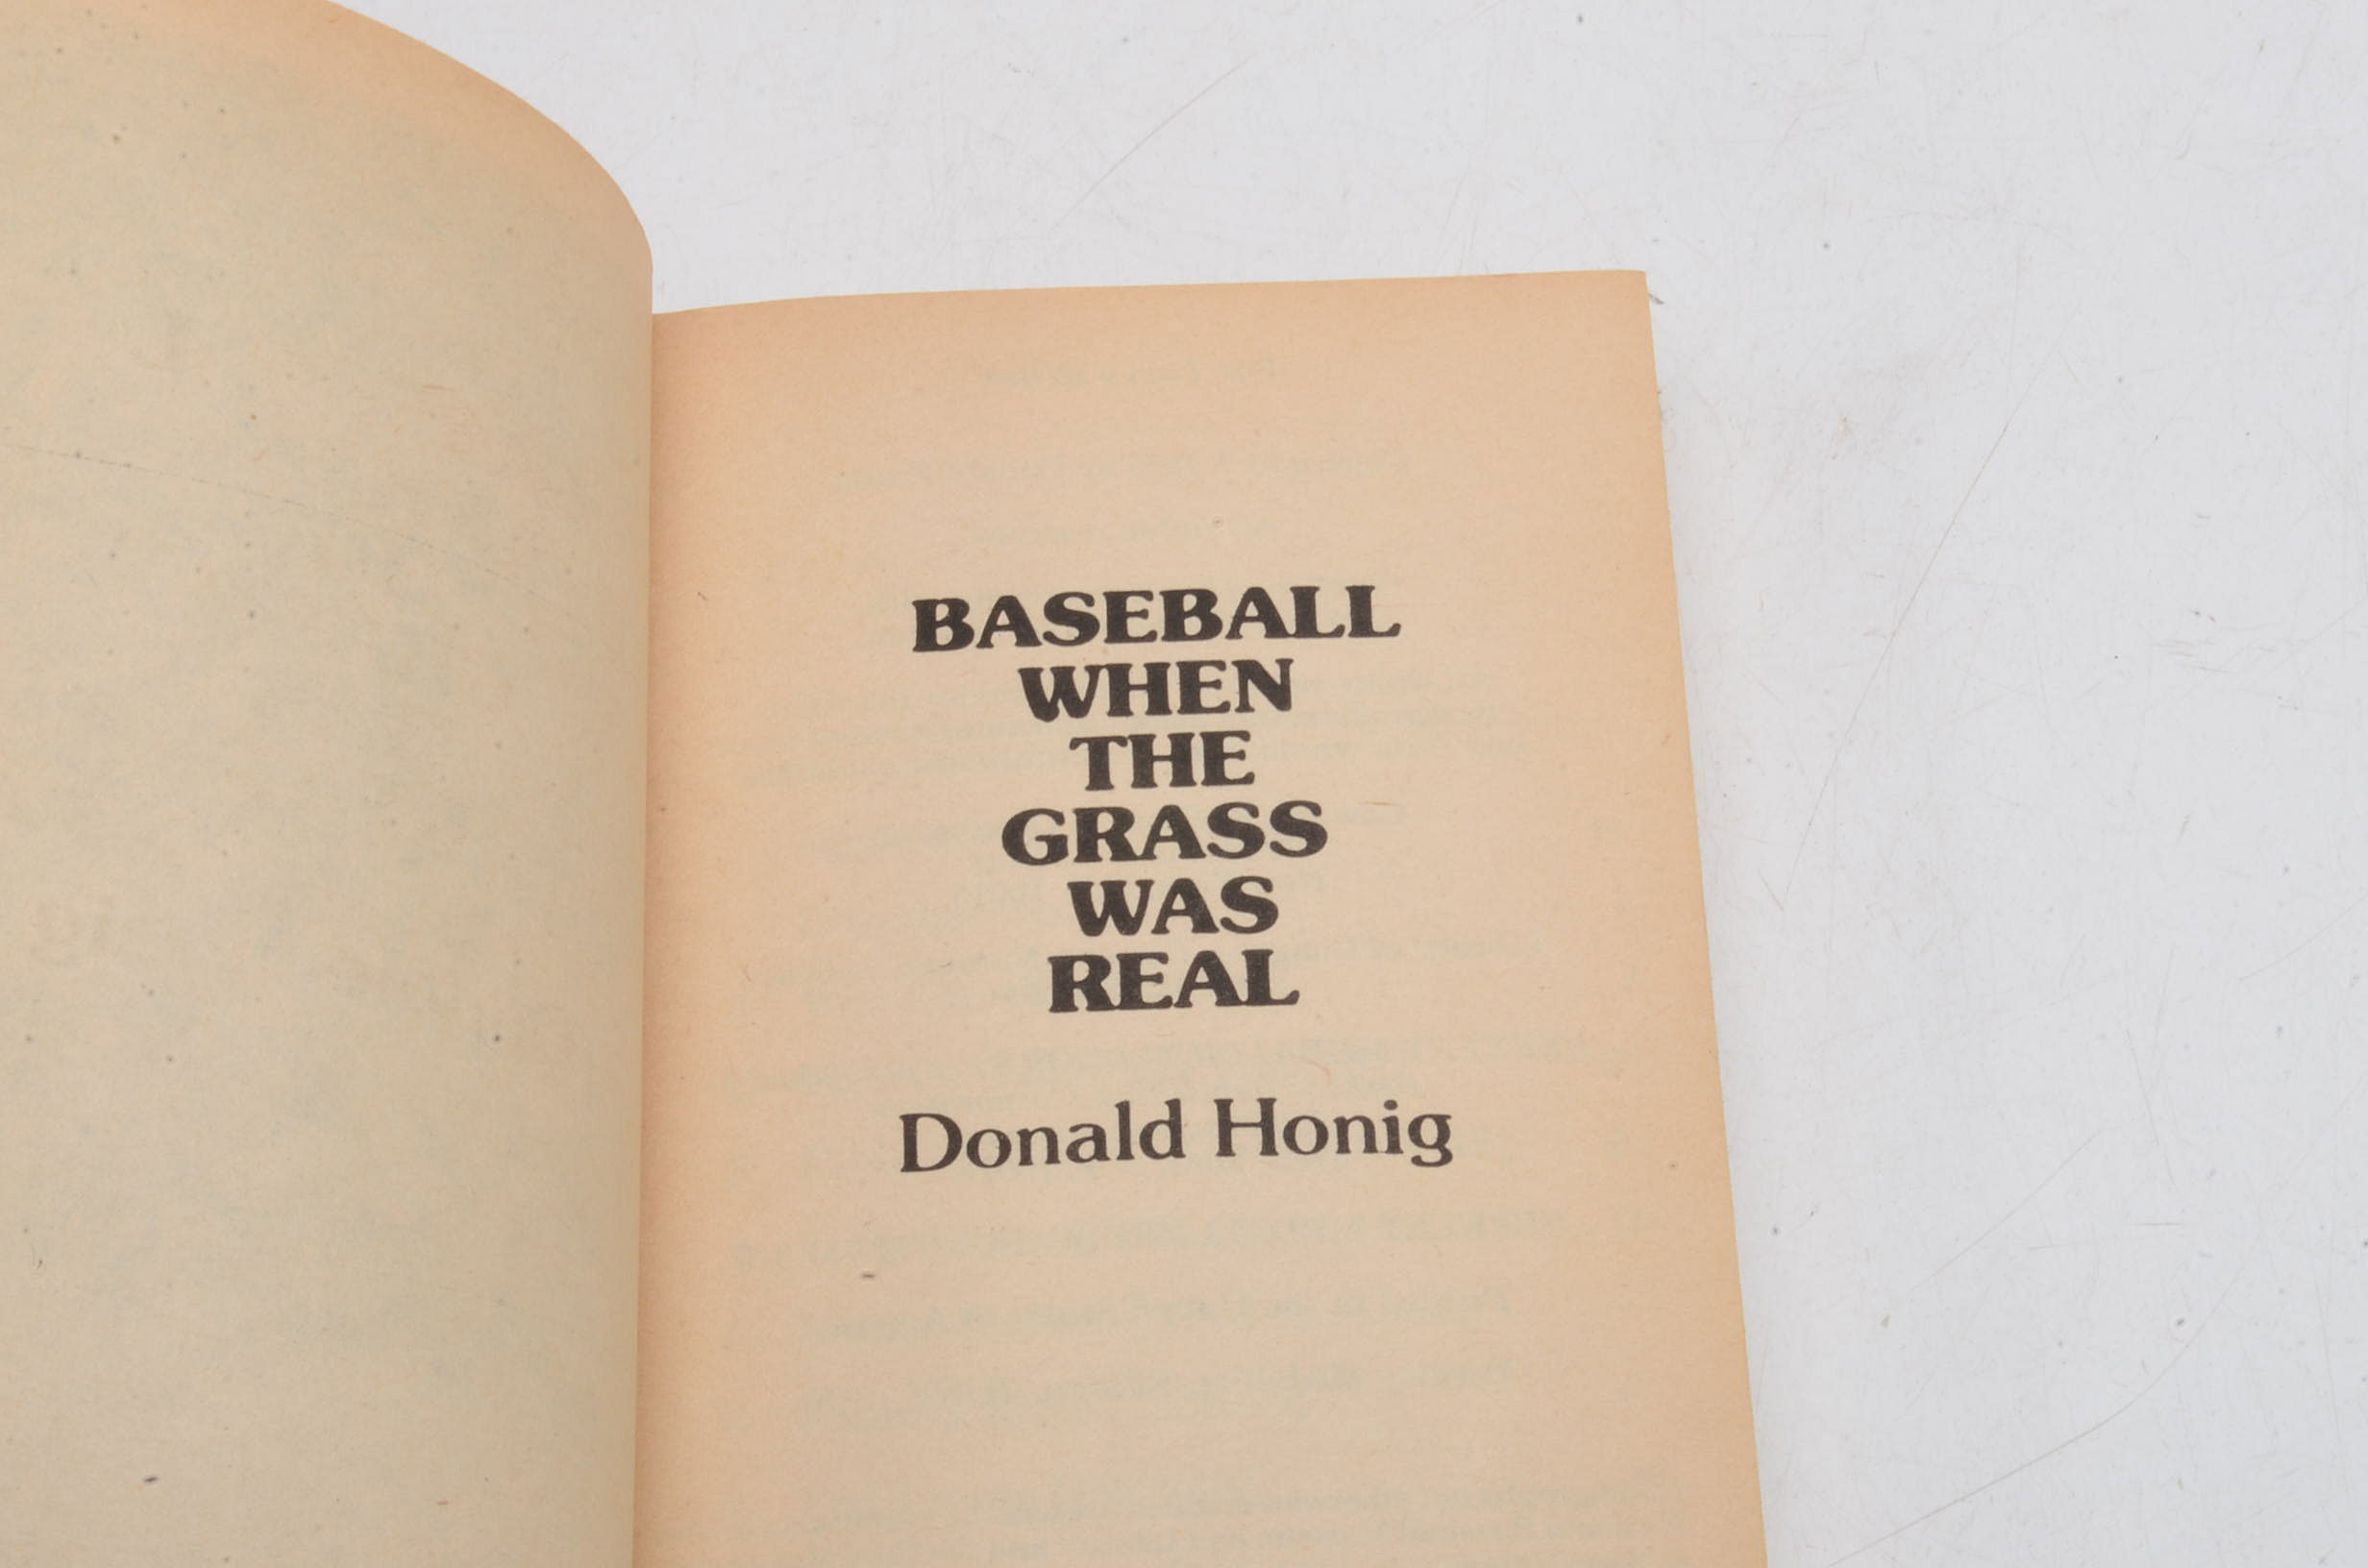 BASEBALL
WHEN
THE
GRASS
WAS
REAL
Donald Honig